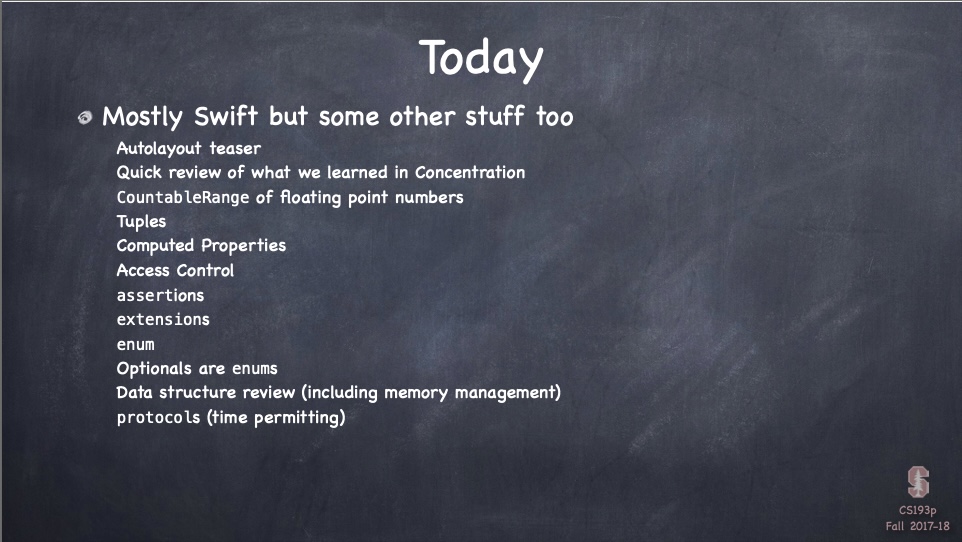 Today
Mostly Swift but some other stuff too
Autolayout teaser
Quick review of what we learned in Concentration
CountableRange of floating point numbers
Tuples
Computed Properties
Access Control
assertions
extensions
enum
Optionals are enums
Data structure review (including memory management)
protocols (time permitting)
S
CS193p
Fall 2017-18